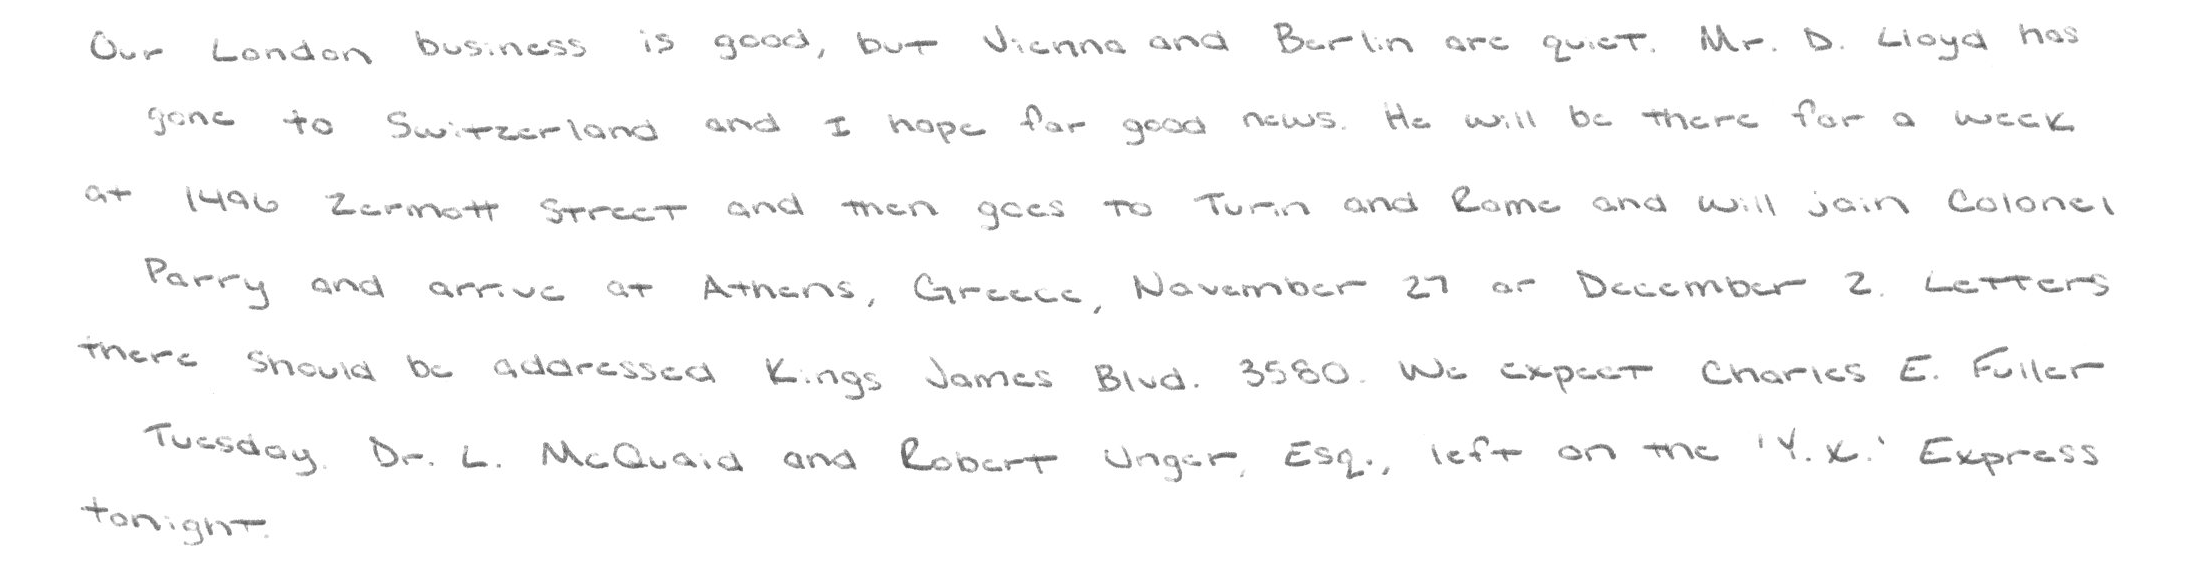 Our London business is good, but Vienna and Berlin are quiet. Mr. D. Lloyd has
gone to Switzerland and I hope for good news. He will be there for a week
at 1496 Zermott Street and then goes to Turin and Rome and will join Colonel
Parry and arrive at Athens, Greece, November 27 or December 2. Letters
there should be addressed Kings James Blvd. 3580. We expect Charles E. Fuller
Tuesday. Dr. L. McQuaid and Robert Unger, Esq., left on the 'Y.X.' Express
tonight.